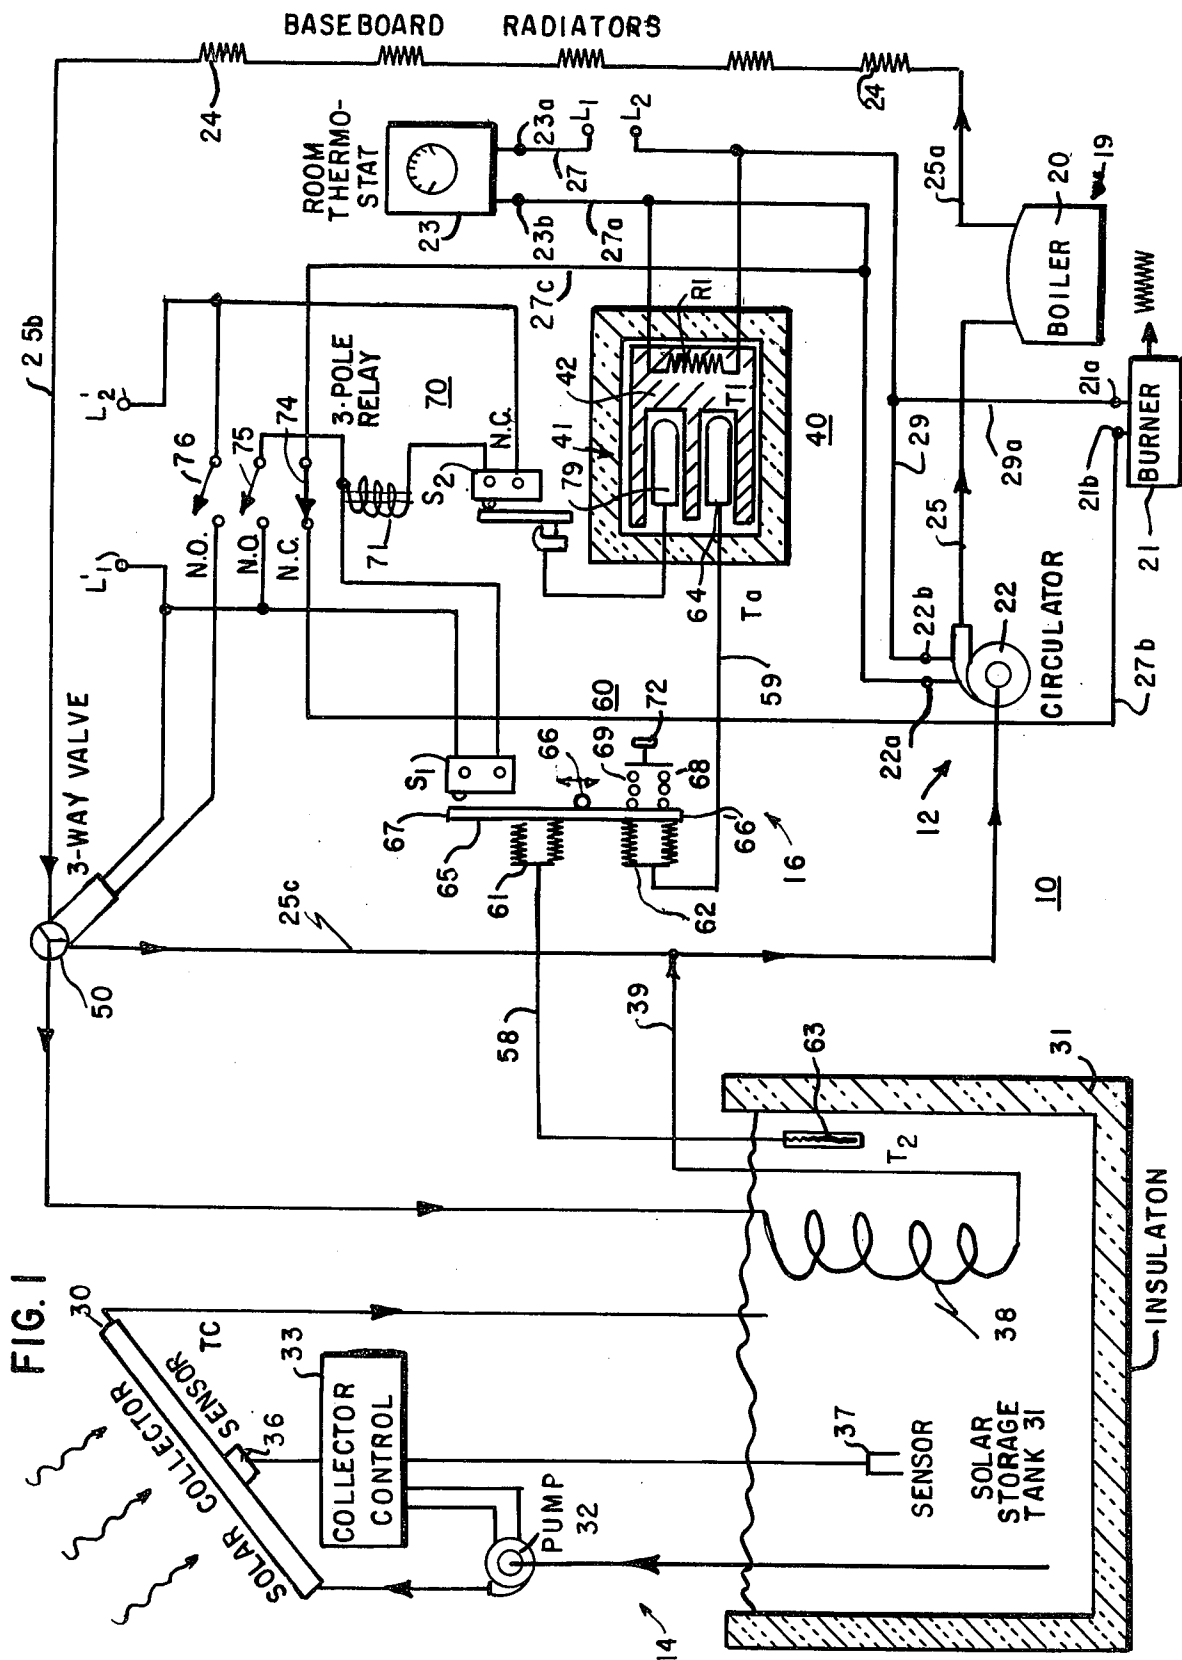 FIG. 1
BASEBOARD RADIATORS
24
24
25b
ROOM
THERMO-
STAT
23
23a
23b
27
27a
L1
L2
25a
27c
L'2
L'1
76
75
74
N.O.
N.O.
N.C.
3-POLE
RELAY
70
71
S2
N.C.
3-WAY VALVE
50
25c
S1
67
65
61
66
60
69
72
68
66
62
16
58
59
Ta
64
79
41
42
R1
T1
40
BOILER
20
19
BURNER
21
21a
21b
29
29a
25
22b
22a
22
CIRCULATOR
27b
12
10
39
63
T2
31
38
INSULATON
30
SOLAR COLLECTOR
SENSOR
TC
36
33
COLLECTOR
CONTROL
PUMP
32
37
SENSOR
SOLAR
STORAGE
TANK 31
14